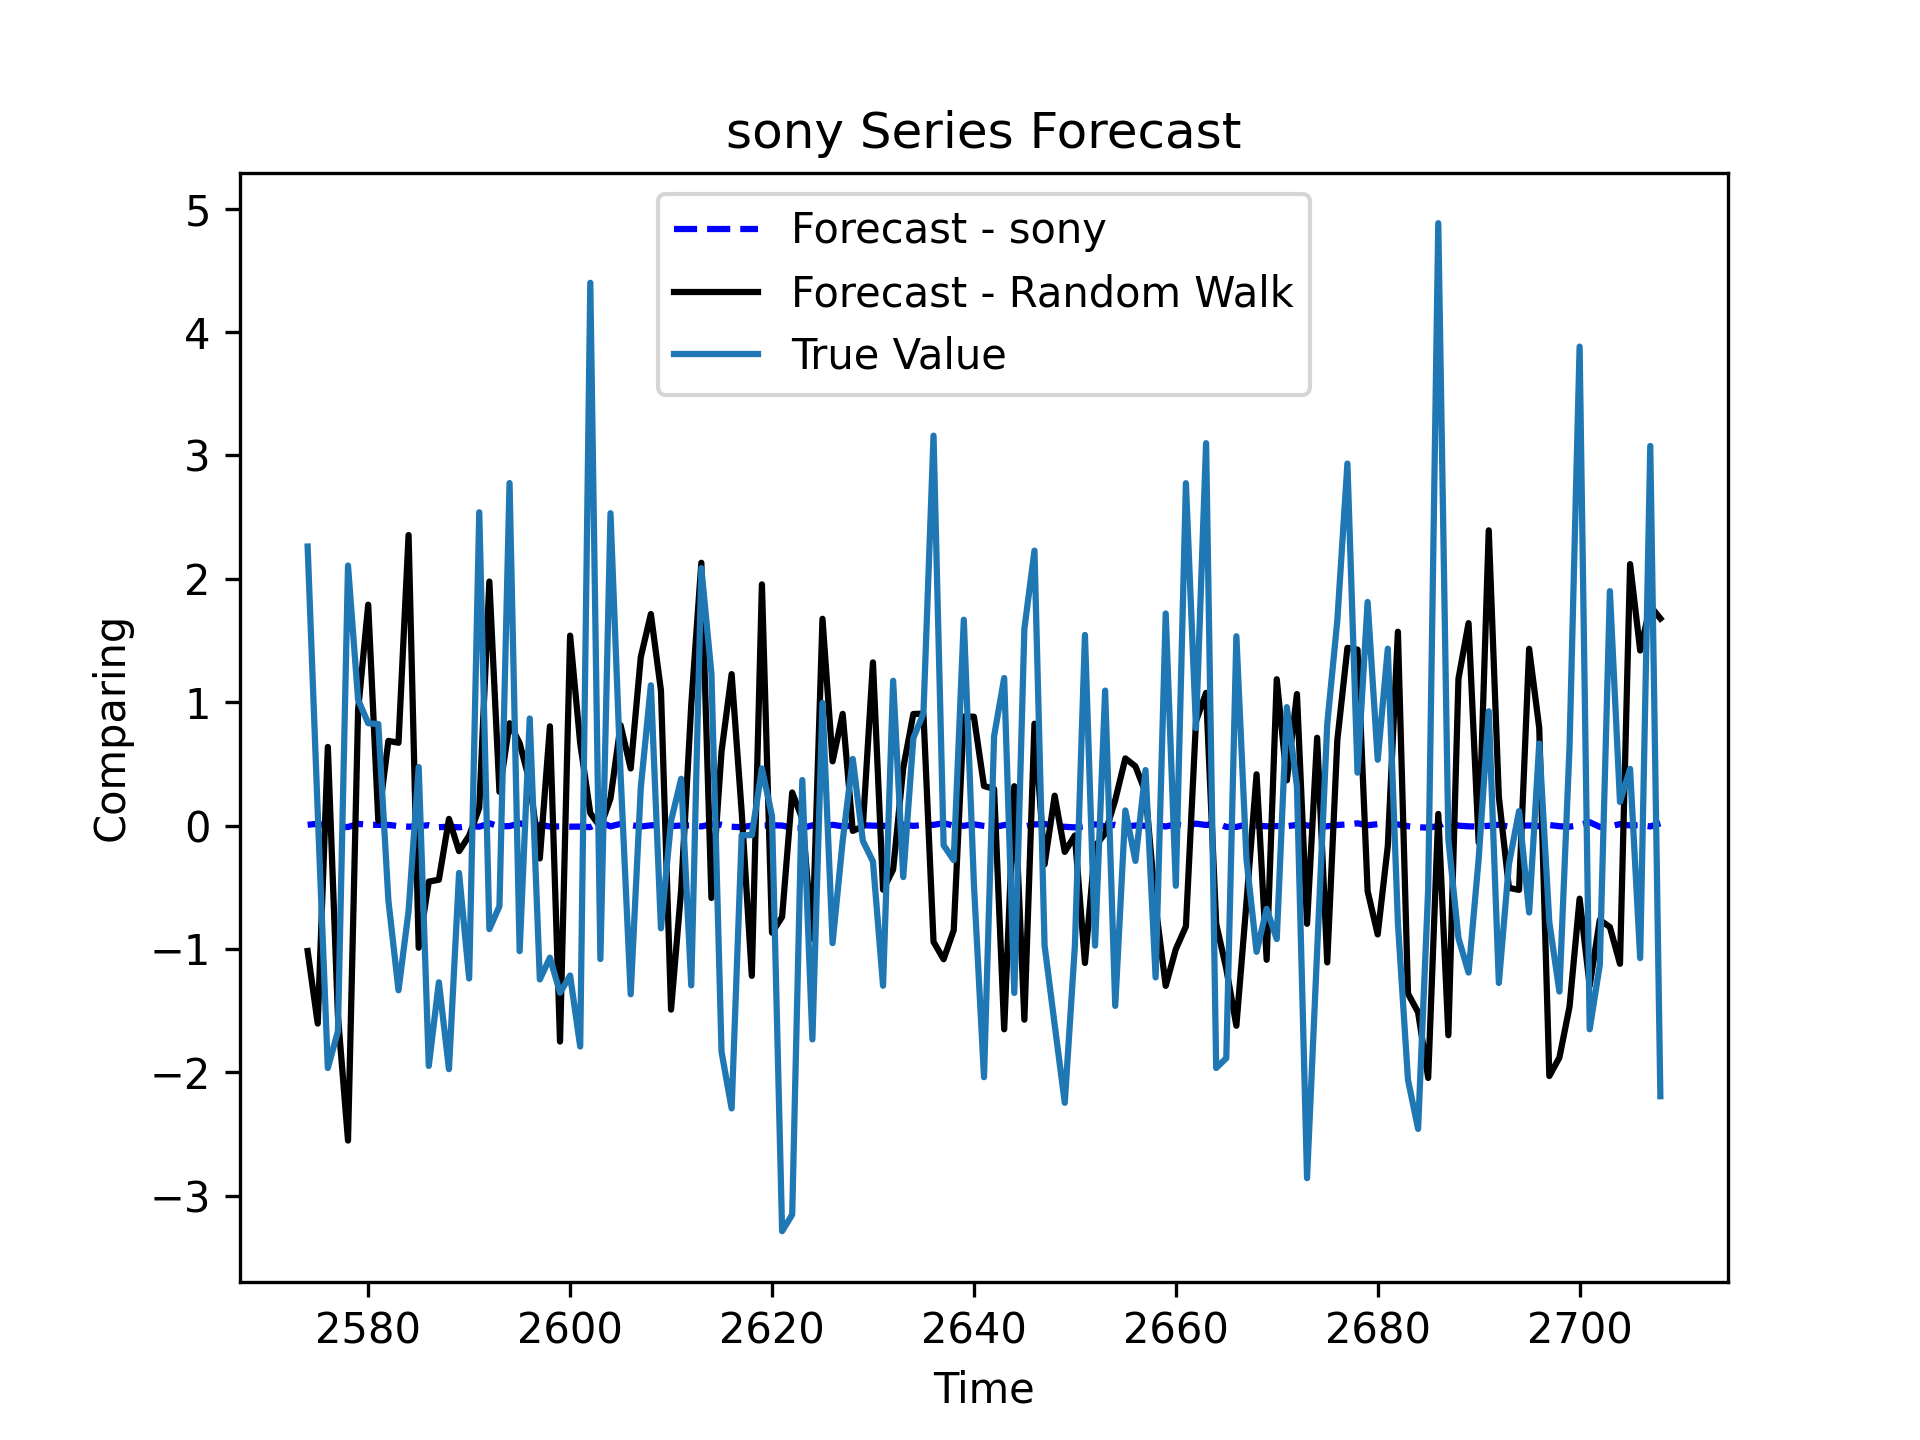 sony Series Forecast
Forecast - sony
Forecast - Random Walk
True Value
5
4
3
2
1
0
−1
−2
−3
Comparing
2580 2600 2620 2640 2660 2680 2700
Time